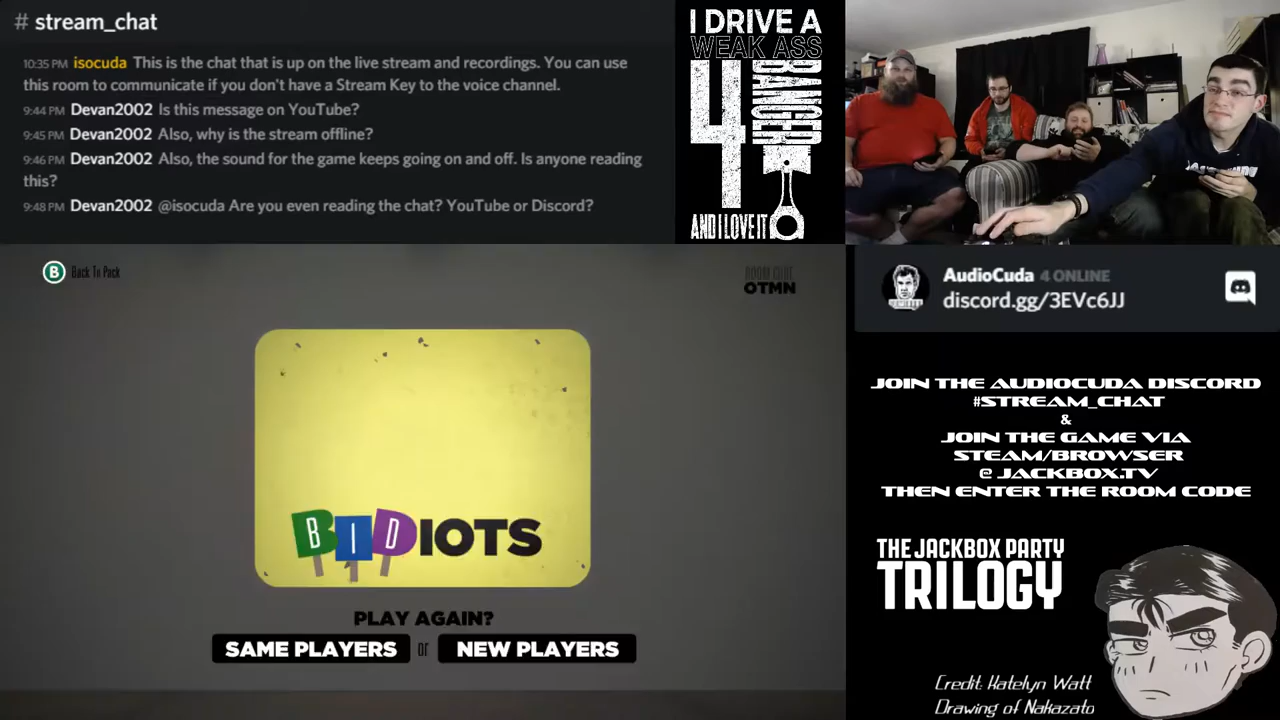 # stream_chat
10:35 PM isocuda This is the chat that is up on the live stream and recordings. You can use
this room to communicate if you don't have a Stream Key to the voice channel.
9:44 PM Devan2002 Is this message on YouTube?
9:45 PM Devan2002 Also, why is the stream offline?
9:46 PM Devan2002 Also, the sound for the game keeps going on and off. Is anyone reading
this?
9:48 PM Devan2002 @isocuda Are you even reading the chat? YouTube or Discord?
I DRIVE A
WEAK ASS
4 BANGER
AND I LOVE IT
B Back To Pack
ROOM CODE
OTMN
BIDIOTS
PLAY AGAIN?
SAME PLAYERS or NEW PLAYERS
AudioCuda 4 ONLINE
discord.gg/3EVc6JJ
JOIN THE AUDIOCUDA DISCORD
#STREAM_CHAT
&
JOIN THE GAME VIA
STEAM/BROWSER
@ JACKBOX.TV
THEN ENTER THE ROOM CODE
THE JACKBOX PARTY
TRILOGY
Credit: Katelyn Watt
Drawing of Nakazato